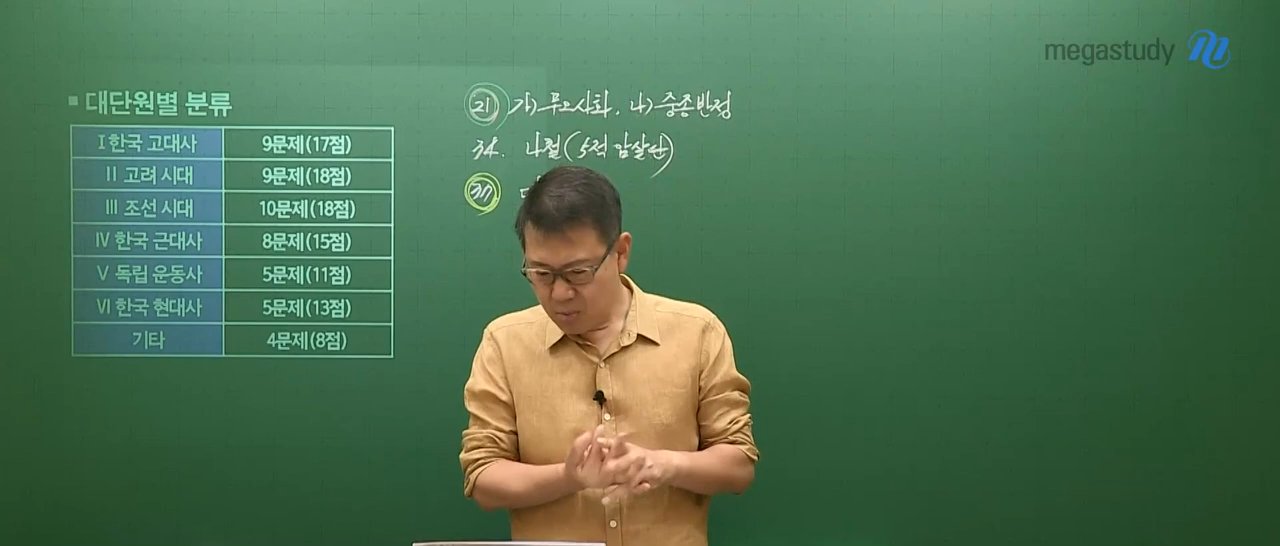 megastudy
▪ 대단원별 분류
I 한국 고대사 9문제(17점)
II 고려 시대 9문제(18점)
III 조선 시대 10문제(18점)
IV 한국 근대사 8문제(15점)
V 독립 운동사 5문제(11점)
VI 한국 현대사 5문제(13점)
기타 4문제(8점)
21) 가) 무오사화. 나) 중종반정
34. 나철(5적 암살단)
37